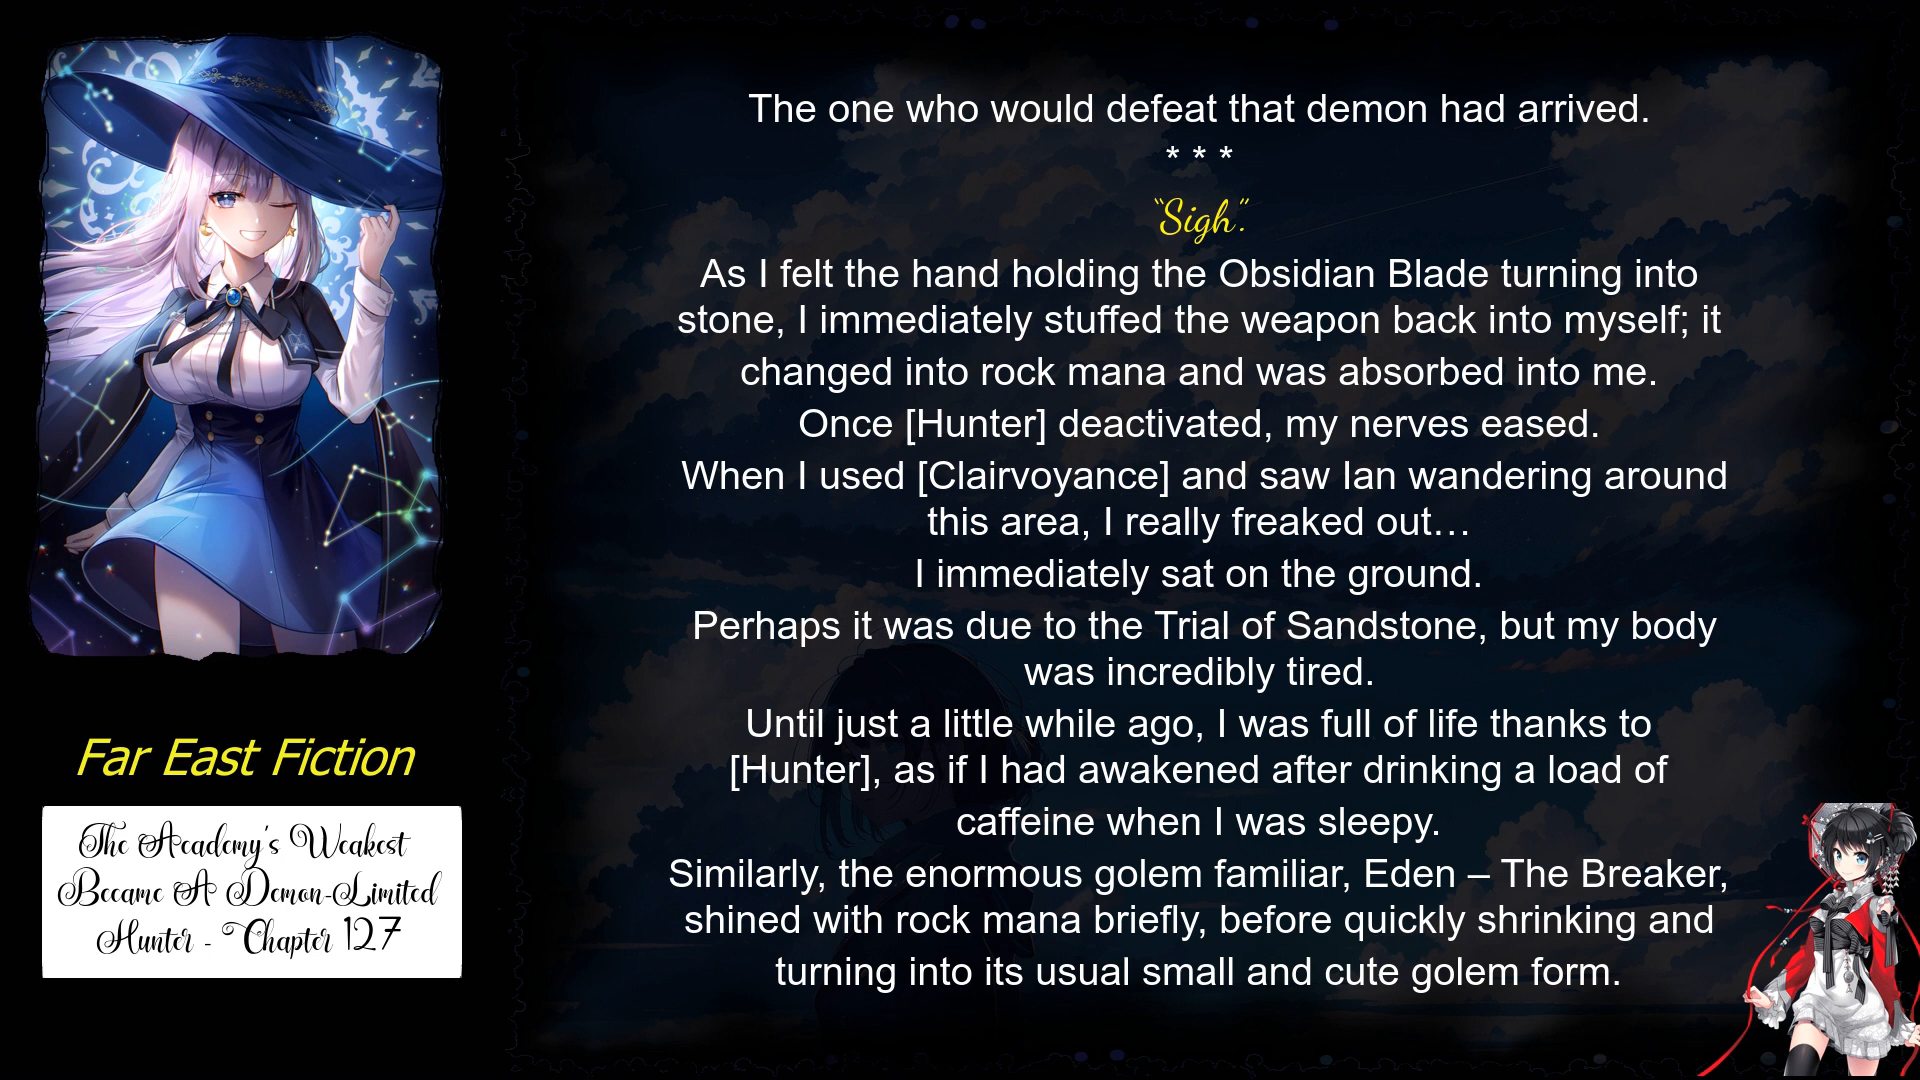 The one who would defeat that demon had arrived.
* * *
“Sigh”.
As I felt the hand holding the Obsidian Blade turning into
stone, I immediately stuffed the weapon back into myself; it
changed into rock mana and was absorbed into me.
Once [Hunter] deactivated, my nerves eased.
When I used [Clairvoyance] and saw Ian wandering around
this area, I really freaked out…
I immediately sat on the ground.
Perhaps it was due to the Trial of Sandstone, but my body
was incredibly tired.
Until just a little while ago, I was full of life thanks to
[Hunter], as if I had awakened after drinking a load of
caffeine when I was sleepy.
Similarly, the enormous golem familiar, Eden – The Breaker,
shined with rock mana briefly, before quickly shrinking and
turning into its usual small and cute golem form.
Far East Fiction
The Academy's Weakest
Became A Demon-Limited
Hunter - Chapter 127